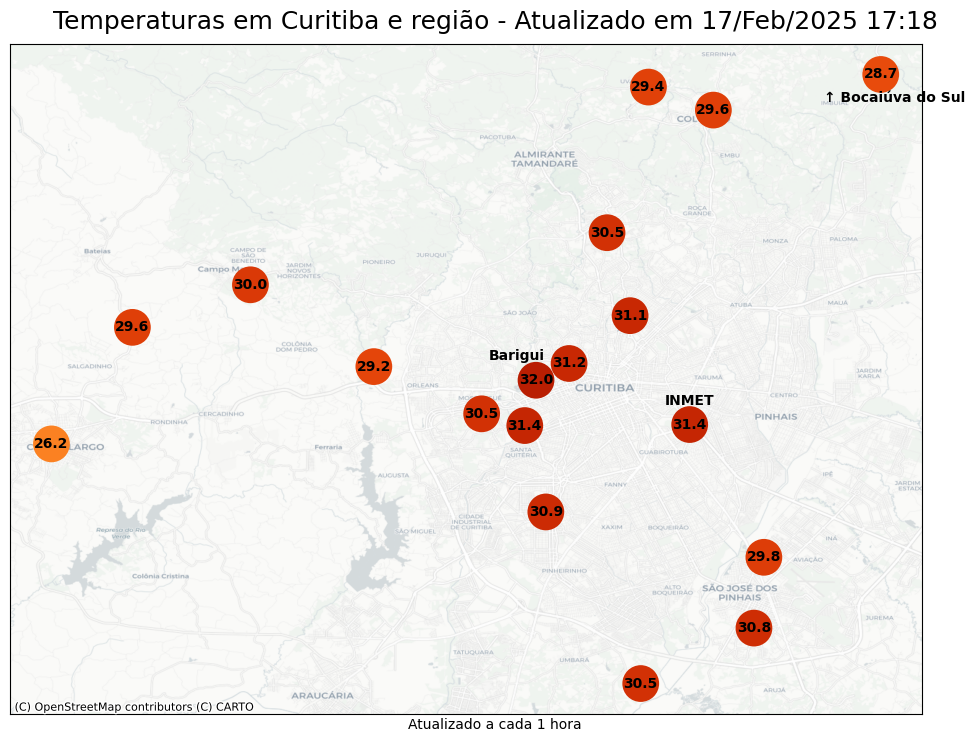 Temperaturas em Curitiba e região - Atualizado em 17/Feb/2025 17:18
SERRINHA
28.7
29.4
↑ Bocaiúva do Sul
29.6
PACOTUBA
ALMIRANTE
TAMANDARÉ
EMBU
ROÇA
GRANDE
30.5
MONZA
PALOMA
Bateias
CAMPO DE
SÃO
BENEDITO
JURUQUI
PIONEIRO
JARDIM
NOVOS
HORIZONTES
30.0
ATUBA
MAUÁ
SÃO JOÃO
31.1
29.6
COLÔNIA
DOM PEDRO
Barigui
31.2
SALGADINHO
29.2
JARDIM
KARLA
TARUMÃ
32.0
ORLEANS
CURITIBA
CENTRO
INMET
30.5
CERCADINHO
PINHAIS
RONDINHA
31.4
31.4
26.2
Ferraria
SANTA
QUITÉRIA
GUABIROTUBA
AUGUSTA
IPÊ
FANNY
JARDIM
ESTADO
30.9
CIDADE
INDUSTRIAL
DE CURITIBA
XAXIM
BOQUEIRÃO
SÃO MIGUEL
Represa do Rio
Verde
INÁ
29.8
AVIAÇÃO
PINHEIRINHO
Colônia Cristina
ALTO
BOQUEIRÃO
SÃO JOSÉ DOS
PINHAIS
JUREMA
30.8
TATUQUARA
UMBARÁ
30.5
ARUJÁ
ARAUCÁRIA
(C) OpenStreetMap contributors (C) CARTO
Atualizado a cada 1 hora